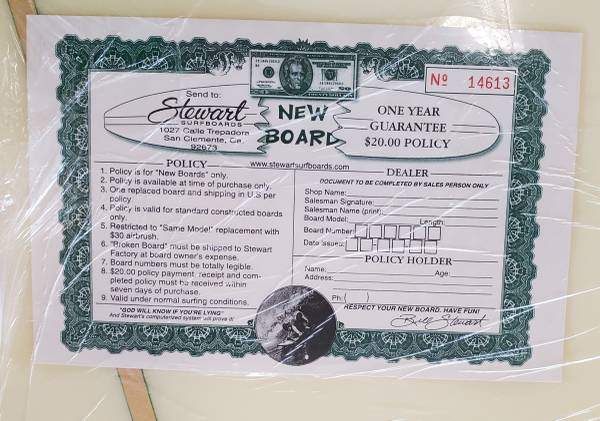 Nº 14613
Send to:
Stewart
SURFBOARDS
1027 Calle Trepadora
San Clemente, Ca.
92673
NEW
BOARD
ONE YEAR
GUARANTEE
$20.00 POLICY
www.stewartsurfboards.com
POLICY
1. Policy is for "New Boards" only.
2. Policy is available at time of purchase only.
3. One replaced board and shipping in U.S per
policy.
4. Policy is valid for standard constructed boards
only.
5. Restricted to "Same Model" replacement with
$30 airbrush.
6. "Broken Board" must be shipped to Stewart
Factory at board owner's expense.
7. Board numbers must be totally legible.
8. $20.00 policy payment, receipt and com-
pleted policy must be received within
seven days of purchase.
9. Valid under normal surfing conditions.
"GOD WILL KNOW IF YOU'RE LYING"
And Stewart's computerized system will prove it!
DEALER
DOCUMENT TO BE COMPLETED BY SALES PERSON ONLY
Shop Name:
Salesman Signature:
Salesman Name (print):
Board Model: Length:
Board Number:
Date Issued:
POLICY HOLDER
Name: Age:
Address:
Ph:( )
RESPECT YOUR NEW BOARD. HAVE FUN!
Bill Stewart